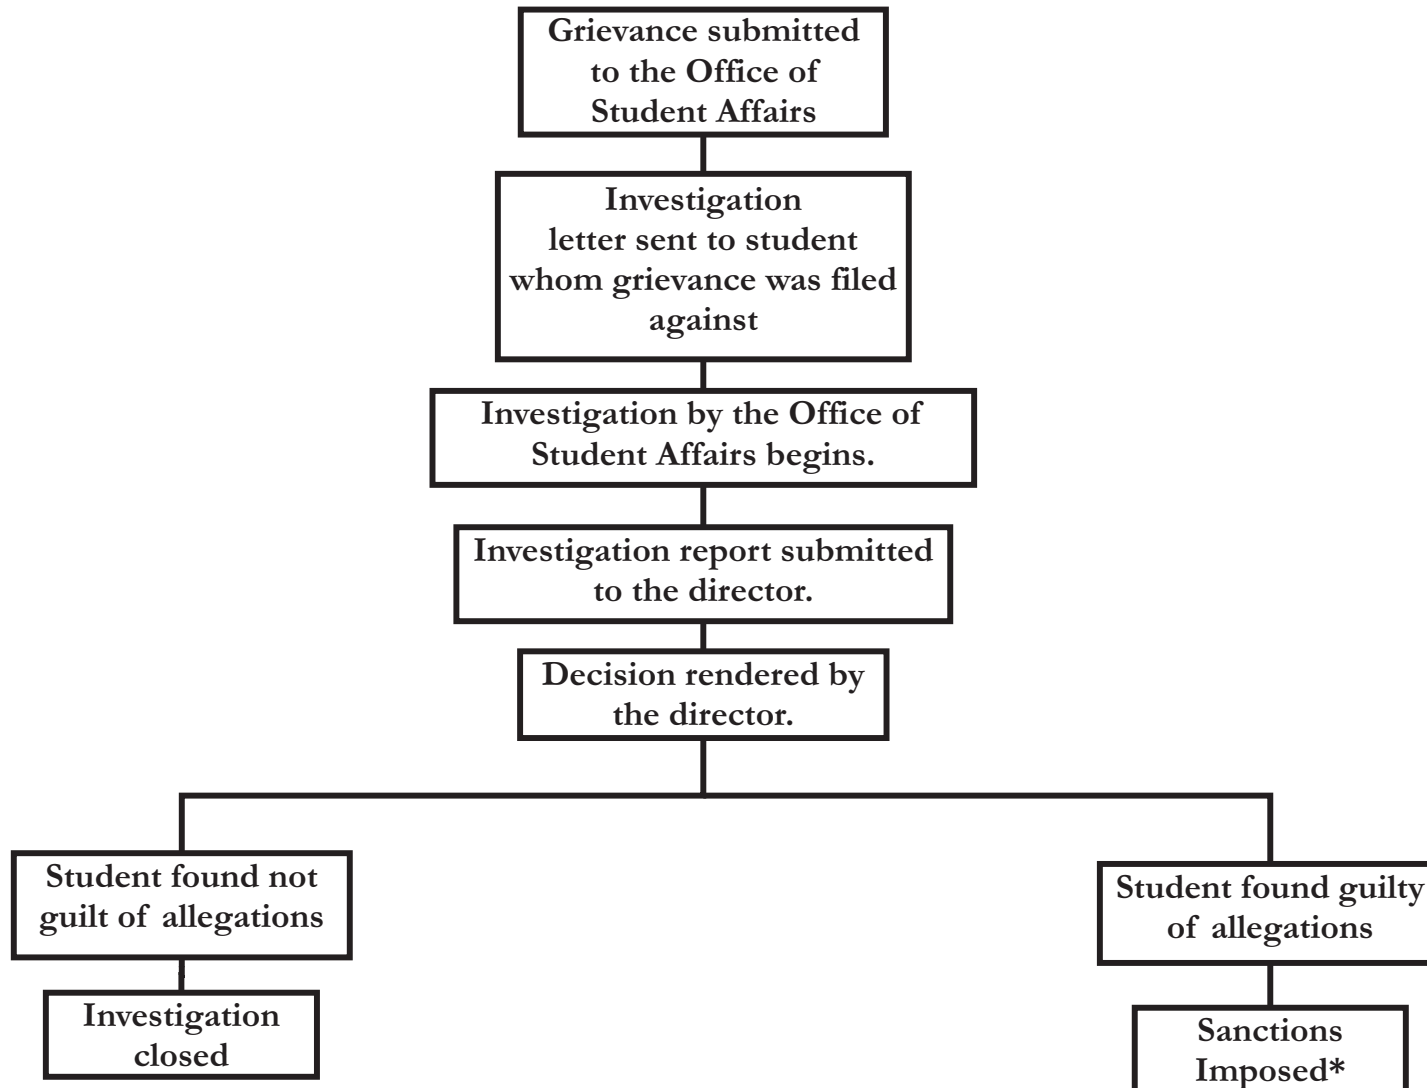 Grievance submitted
to the Office of
Student Affairs
Investigation
letter sent to student
whom grievance was filed
against
Investigation by the Office of
Student Affairs begins.
Investigation report submitted
to the director.
Decision rendered by
the director.
Student found not
guilt of allegations
Investigation
closed
Student found guilty
of allegations
Sanctions
Imposed*